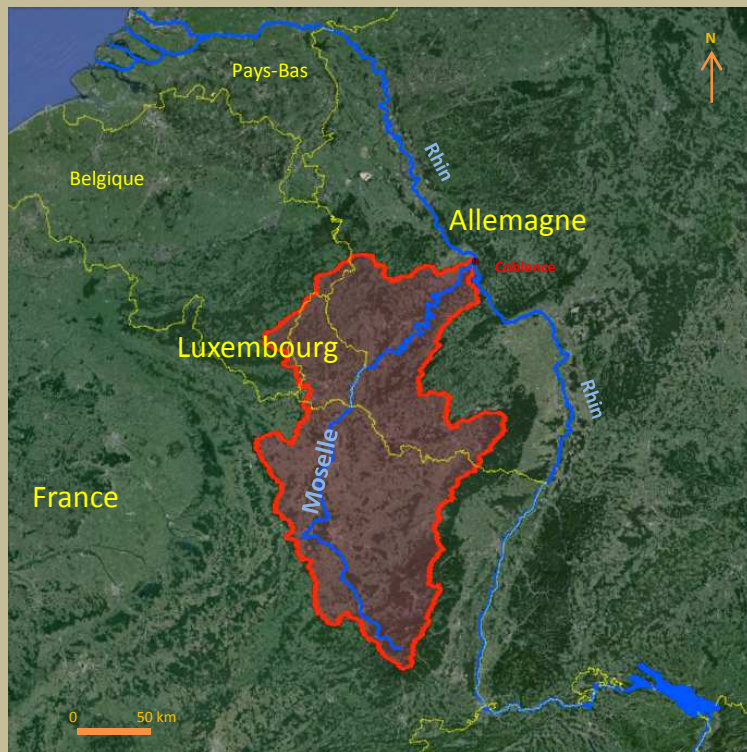 N
Pays-Bas
Rhin
Belgique
Allemagne
Coblence
Luxembourg
Rhin
Moselle
France
0 50 km